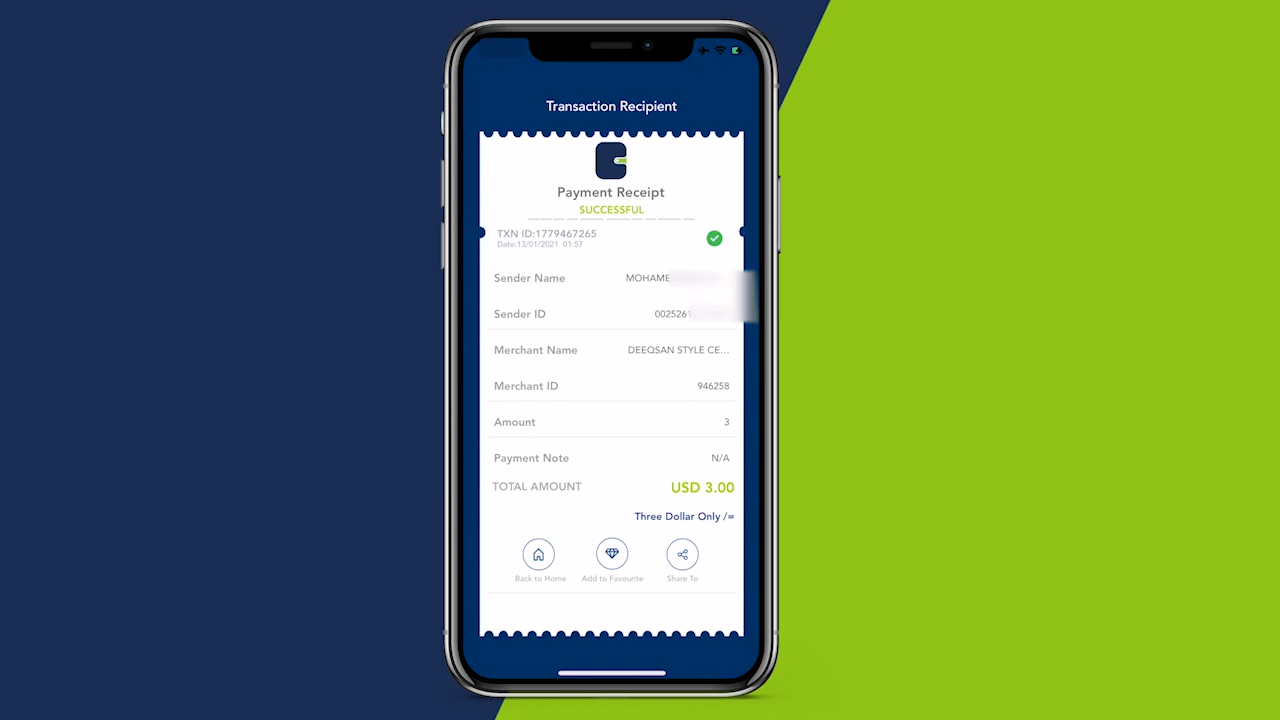 Transaction Recipient
Payment Receipt
SUCCESSFUL
TXN ID:1779467265
Date:13/01/2021 01:57
Sender Name MOHAME
Sender ID 002526
Merchant Name DEEQSAN STYLE CE...
Merchant ID 946258
Amount 3
Payment Note N/A
TOTAL AMOUNT USD 3.00
Three Dollar Only /=
Back to Home Add to Favourite Share To